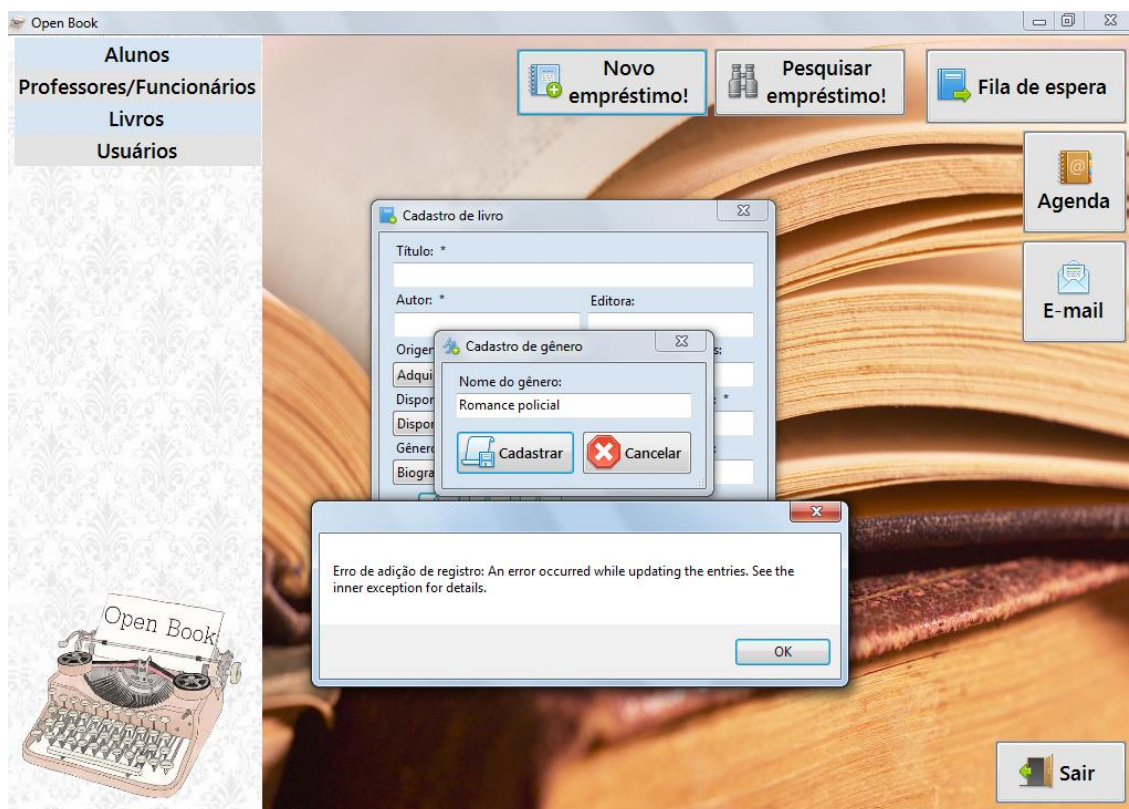 Open Book
Alunos
Professores/Funcionários
Livros
Usuários
Novo
empréstimo!
Pesquisar
empréstimo!
Fila de espera
Agenda
E-mail
Cadastro de livro
Título: *
Autor: *
Editora:
Cadastro de gênero
Nome do gênero:
Romance policial
Cadastrar
Cancelar
Erro de adição de registro: An error occurred while updating the entries. See the
inner exception for details.
OK
Open Book
Sair